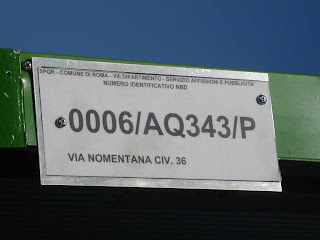 SPQR - COMUNE DI ROMA - VIII DIPARTIMENTO - SERVIZIO AFFISSIONI E PUBBLICITA'
NUMERO IDENTIFICATIVO NBD
0006/AQ343/P
VIA NOMENTANA CIV. 36